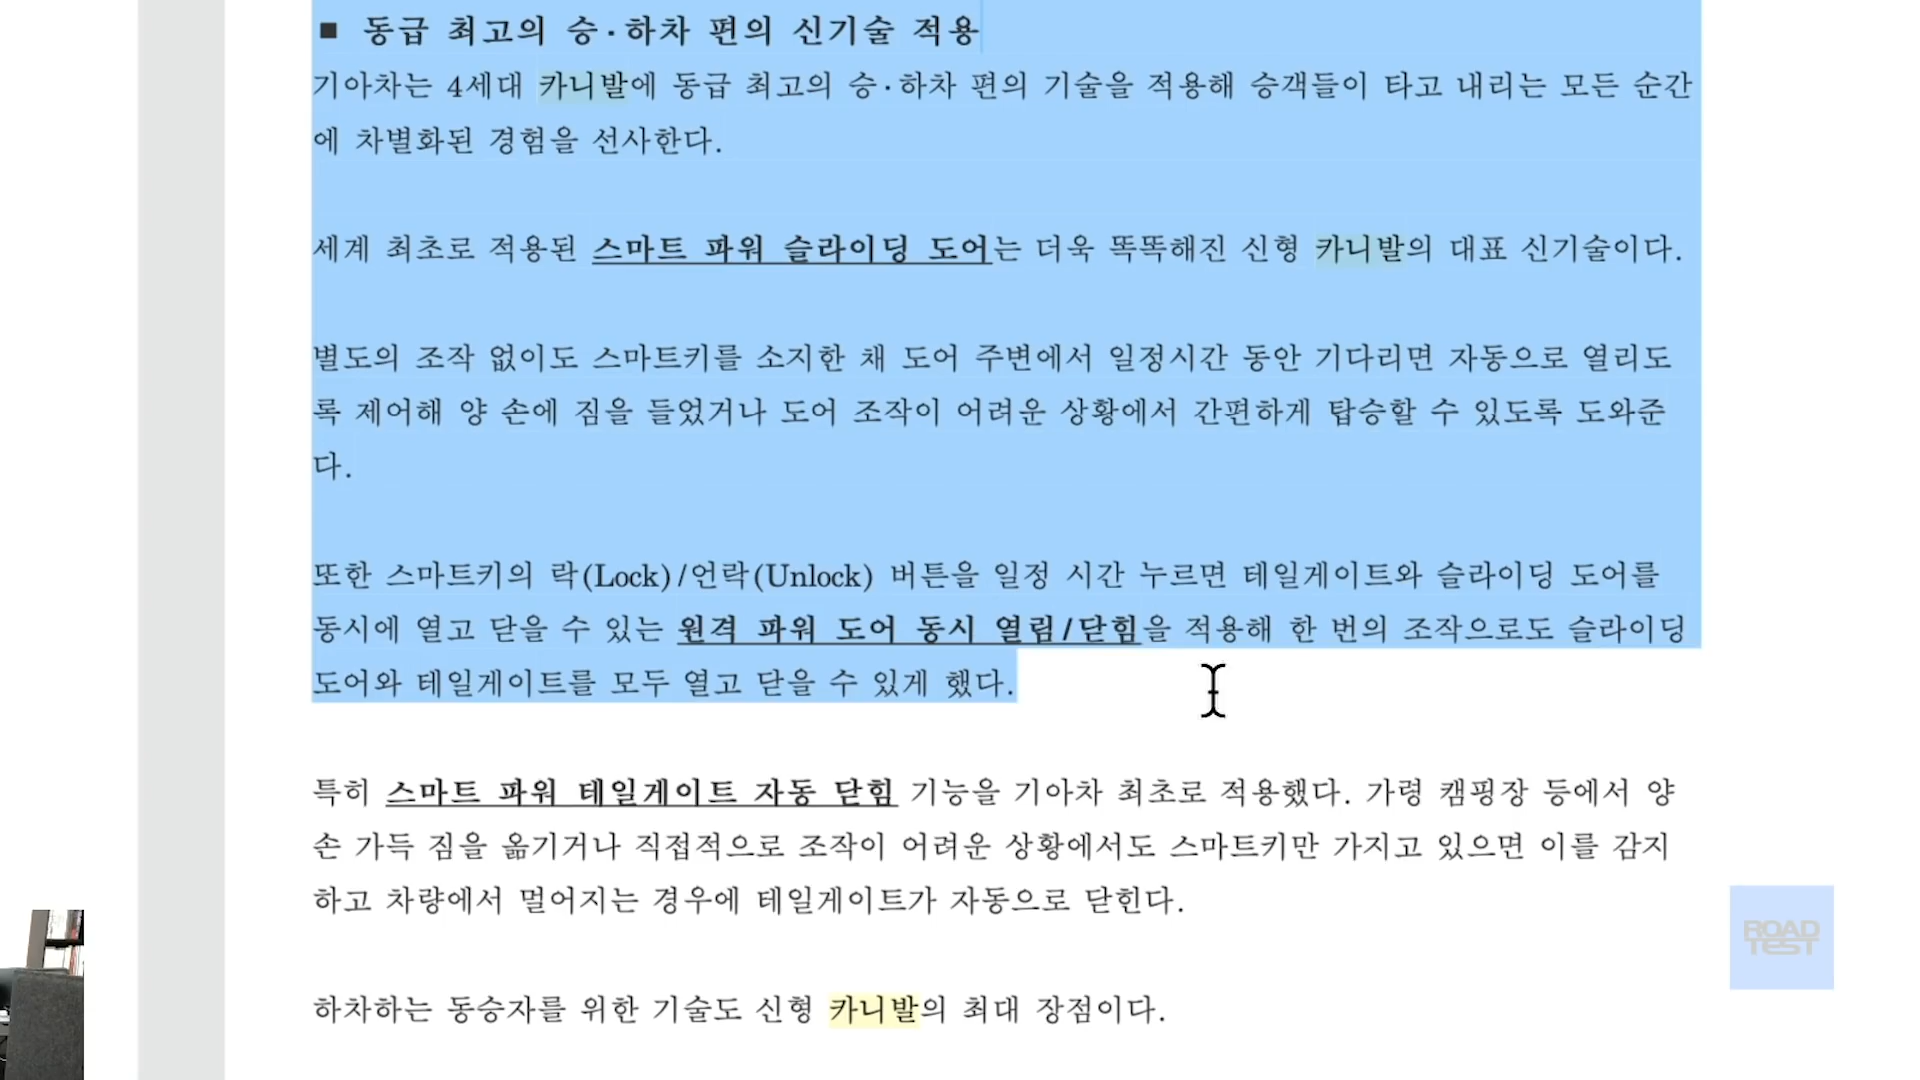 ■ 동급 최고의 승·하차 편의 신기술 적용
기아차는 4세대 카니발에 동급 최고의 승·하차 편의 기술을 적용해 승객들이 타고 내리는 모든 순간
에 차별화된 경험을 선사한다.
세계 최초로 적용된 스마트 파워 슬라이딩 도어는 더욱 똑똑해진 신형 카니발의 대표 신기술이다.
별도의 조작 없이도 스마트키를 소지한 채 도어 주변에서 일정시간 동안 기다리면 자동으로 열리도
록 제어해 양 손에 짐을 들었거나 도어 조작이 어려운 상황에서 간편하게 탑승할 수 있도록 도와준
다.
또한 스마트키의 락(Lock)/언락(Unlock) 버튼을 일정 시간 누르면 테일게이트와 슬라이딩 도어를
동시에 열고 닫을 수 있는 원격 파워 도어 동시 열림/닫힘을 적용해 한 번의 조작으로도 슬라이딩
도어와 테일게이트를 모두 열고 닫을 수 있게 했다.
특히 스마트 파워 테일게이트 자동 닫힘 기능을 기아차 최초로 적용했다. 가령 캠핑장 등에서 양
손 가득 짐을 옮기거나 직접적으로 조작이 어려운 상황에서도 스마트키만 가지고 있으면 이를 감지
하고 차량에서 멀어지는 경우에 테일게이트가 자동으로 닫힌다.
하차하는 동승자를 위한 기술도 신형 카니발의 최대 장점이다.
ROAD
TEST